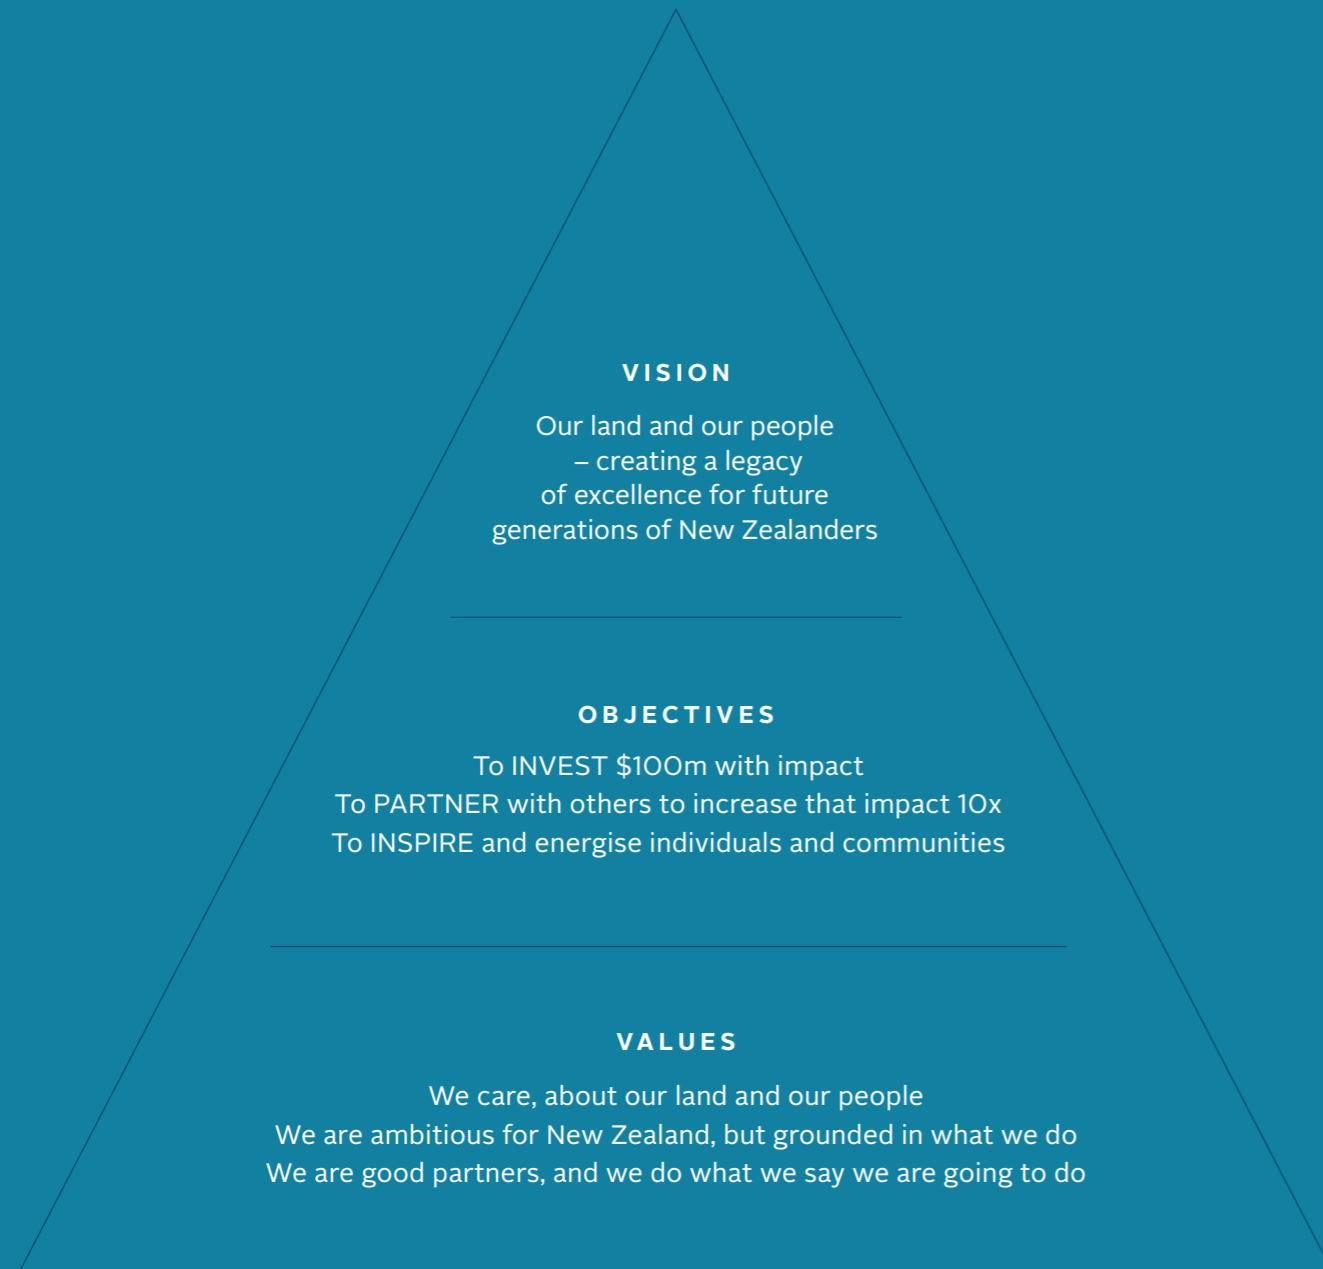 VISION
Our land and our people
– creating a legacy
of excellence for future
generations of New Zealanders
OBJECTIVES
To INVEST $100m with impact
To PARTNER with others to increase that impact 10x
To INSPIRE and energise individuals and communities
VALUES
We care, about our land and our people
We are ambitious for New Zealand, but grounded in what we do
We are good partners, and we do what we say we are going to do